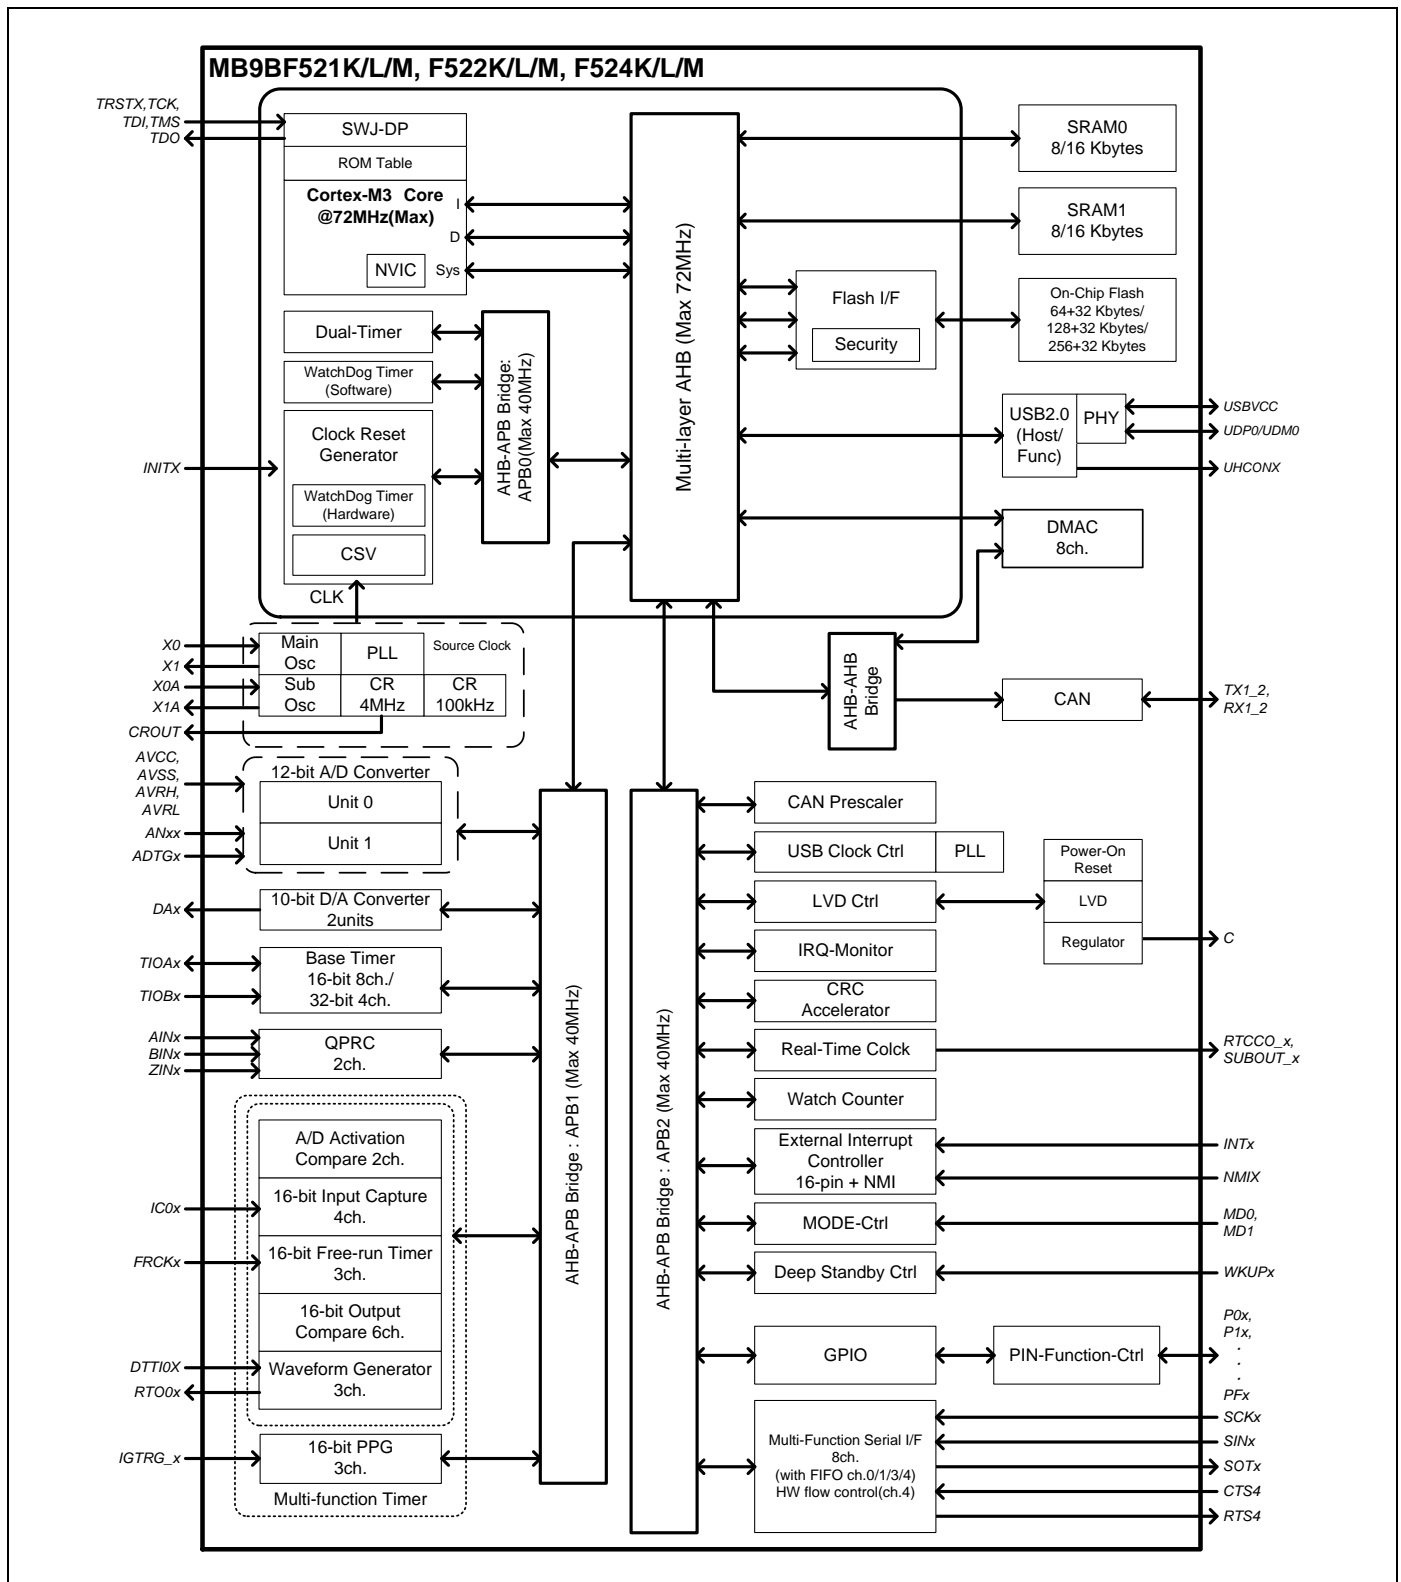 MB9BF521K/L/M, F522K/L/M, F524K/L/M
TRSTX,TCK,
TDI,TMS
TDO
SWJ-DP
ROM Table
Cortex-M3 Core
@72MHz(Max)
I
D
NVIC
Sys
Multi-layer AHB (Max 72MHz)
SRAM0
8/16 Kbytes
SRAM1
8/16 Kbytes
Flash I/F
Security
On-Chip Flash
64+32 Kbytes/
128+32 Kbytes/
256+32 Kbytes
Dual-Timer
WatchDog Timer
(Software)
Clock Reset
Generator
WatchDog Timer
(Hardware)
CSV
CLK
INITX
AHB-APB Bridge:
APB0(Max 40MHz)
USB2.0
(Host/
Func)
PHY
USBVCC
UDP0/UDM0
UHCONX
DMAC
8ch.
X0
X1
X0A
X1A
CROUT
Main
Osc
PLL
Source Clock
Sub
Osc
CR
4MHz
CR
100kHz
AHB-AHB
Bridge
CAN
TX1_2,
RX1_2
AVCC,
AVSS,
AVRH,
AVRL
ANxx
ADTGx
12-bit A/D Converter
Unit 0
Unit 1
DAx
10-bit D/A Converter
2units
TIOAx
TIOBx
Base Timer
16-bit 8ch./
32-bit 4ch.
AINx
BINx
ZINx
QPRC
2ch.
A/D Activation
Compare 2ch.
IC0x
16-bit Input Capture
4ch.
FRCKx
16-bit Free-run Timer
3ch.
16-bit Output
Compare 6ch.
DTTI0X
RTO0x
Waveform Generator
3ch.
IGTRG_x
16-bit PPG
3ch.
Multi-function Timer
AHB-APB Bridge : APB1 (Max 40MHz)
AHB-APB Bridge : APB2 (Max 40MHz)
CAN Prescaler
USB Clock Ctrl
PLL
LVD Ctrl
Power-On
Reset
LVD
Regulator
C
IRQ-Monitor
CRC
Accelerator
Real-Time Colck
RTCCO_x,
SUBOUT_x
Watch Counter
External Interrupt
Controller
16-pin + NMI
INTx
NMIX
MODE-Ctrl
MD0,
MD1
Deep Standby Ctrl
WKUPx
GPIO
PIN-Function-Ctrl
P0x,
P1x,
.
.
.
PFx
Multi-Function Serial I/F
8ch.
(with FIFO ch.0/1/3/4)
HW flow control(ch.4)
SCKx
SINx
SOTx
CTS4
RTS4